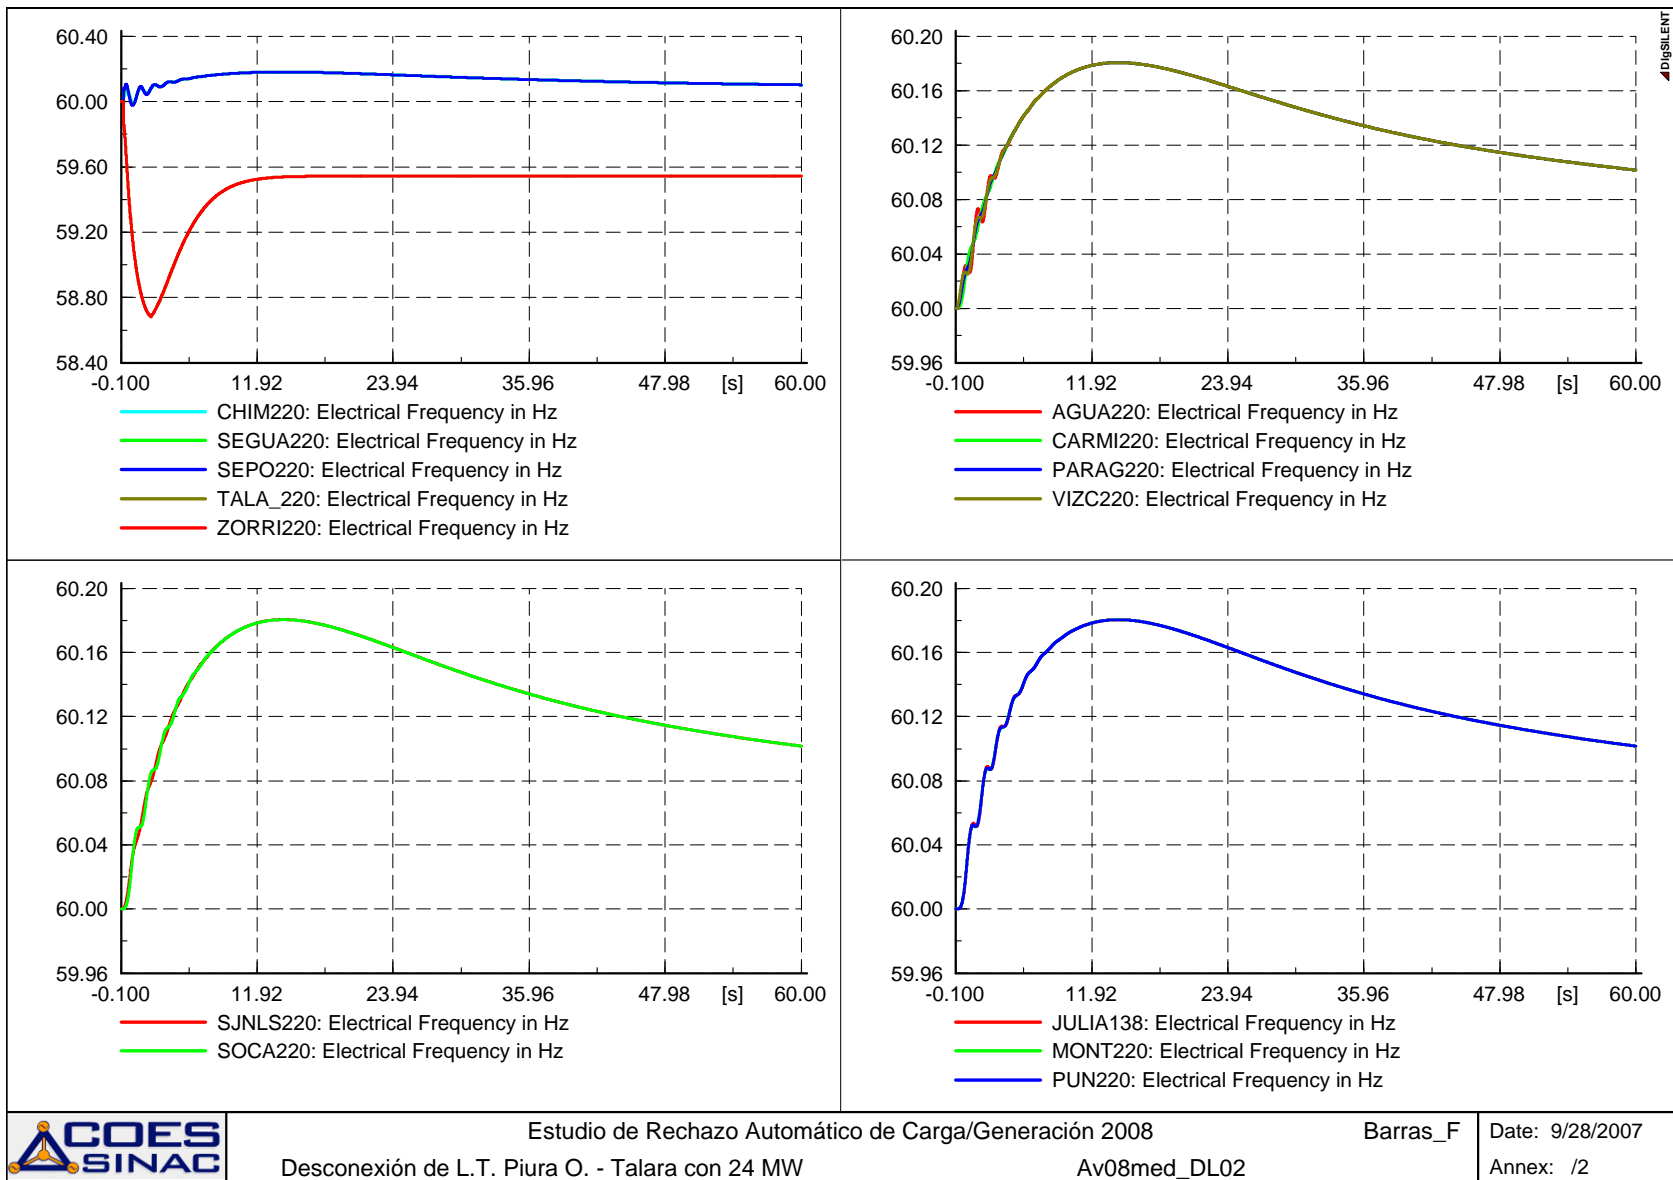 DIgSILENT
60.40
60.00
59.60
59.20
58.80
58.40
-0.100
11.92
23.94
35.96
47.98
[s]
60.00
CHIM220: Electrical Frequency in Hz
SEGUA220: Electrical Frequency in Hz
SEPO220: Electrical Frequency in Hz
TALA_220: Electrical Frequency in Hz
ZORRI220: Electrical Frequency in Hz
60.20
60.16
60.12
60.08
60.04
60.00
59.96
-0.100
11.92
23.94
35.96
47.98
[s]
60.00
AGUA220: Electrical Frequency in Hz
CARMI220: Electrical Frequency in Hz
PARAG220: Electrical Frequency in Hz
VIZC220: Electrical Frequency in Hz
60.20
60.16
60.12
60.08
60.04
60.00
59.96
-0.100
11.92
23.94
35.96
47.98
[s]
60.00
SJNLS220: Electrical Frequency in Hz
SOCA220: Electrical Frequency in Hz
60.20
60.16
60.12
60.08
60.04
60.00
59.96
-0.100
11.92
23.94
35.96
47.98
[s]
60.00
JULIA138: Electrical Frequency in Hz
MONT220: Electrical Frequency in Hz
PUN220: Electrical Frequency in Hz
COES
SINAC
Estudio de Rechazo Automático de Carga/Generación 2008
Barras_F
Desconexión de L.T. Piura O. - Talara con 24 MW
Av08med_DL02
Date: 9/28/2007
Annex: /2